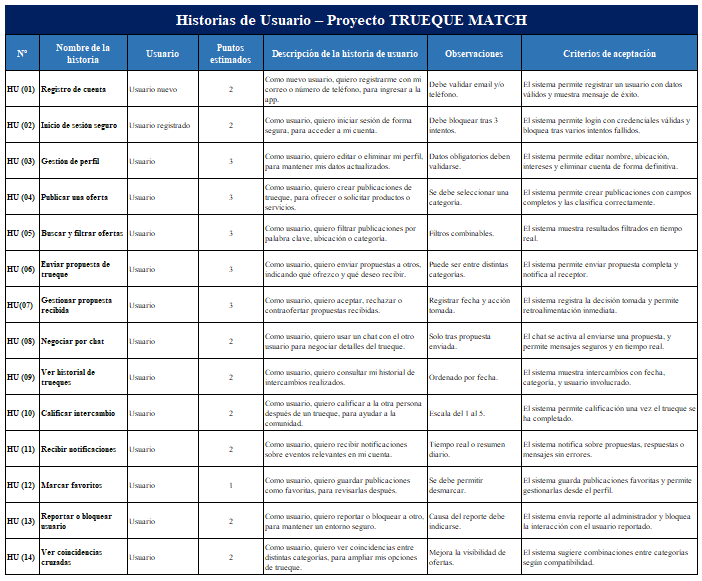 Historias de Usuario – Proyecto TRUEQUE MATCH
N° Nombre de la historia Usuario Puntos estimados Descripción de la historia de usuario Observaciones Criterios de aceptación
HU (01) Registro de cuenta Usuario nuevo 2 Como nuevo usuario, quiero registrarme con mi correo o número de teléfono, para ingresar a la app. Debe validar email y/o teléfono. El sistema permite registrar un usuario con datos válidos y muestra mensaje de éxito.
HU (02) Inicio de sesión seguro Usuario registrado 2 Como usuario, quiero iniciar sesión de forma segura, para acceder a mi cuenta. Debe bloquear tras 3 intentos. El sistema permite login con credenciales válidas y bloquea tras varios intentos fallidos.
HU (03) Gestión de perfil Usuario 3 Como usuario, quiero editar o eliminar mi perfil, para mantener mis datos actualizados. Datos obligatorios deben validarse. El sistema permite editar nombre, ubicación, intereses y eliminar cuenta de forma definitiva.
HU (04) Publicar una oferta Usuario 3 Como usuario, quiero crear publicaciones de trueque, para ofrecer o solicitar productos o servicios. Se debe seleccionar una categoría. El sistema permite crear publicaciones con campos completos y las clasifica correctamente.
HU (05) Buscar y filtrar ofertas Usuario 3 Como usuario, quiero filtrar publicaciones por palabra clave, ubicación o categoría. Filtros combinables. El sistema muestra resultados filtrados en tiempo real.
HU (06) Enviar propuesta de trueque Usuario 3 Como usuario, quiero enviar propuestas a otros, indicando qué ofrezco y qué deseo recibir. Puede ser entre distintas categorías. El sistema permite enviar propuesta completa y notifica al receptor.
HU(07) Gestionar propuesta recibida Usuario 3 Como usuario, quiero aceptar, rechazar o contraofertar propuestas recibidas. Registrar fecha y acción tomada. El sistema registra la decisión tomada y permite retroalimentación inmediata.
HU (08) Negociar por chat Usuario 2 Como usuario, quiero usar un chat con el otro usuario para negociar detalles del trueque. Solo tras propuesta enviada. El chat se activa al enviarse una propuesta, y permite mensajes seguros y en tiempo real.
HU (09) Ver historial de trueques Usuario 2 Como usuario, quiero consultar mi historial de intercambios realizados. Ordenado por fecha. El sistema muestra intercambios con fecha, categoría, y usuario involucrado.
HU (10) Calificar intercambio Usuario 2 Como usuario, quiero calificar a la otra persona después de un trueque, para ayudar a la comunidad. Escala del 1 al 5. El sistema permite calificación una vez el trueque se ha completado.
HU (11) Recibir notificaciones Usuario 2 Como usuario, quiero recibir notificaciones sobre eventos relevantes en mi cuenta. Tiempo real o resumen diario. El sistema notifica sobre propuestas, respuestas o mensajes sin errores.
HU (12) Marcar favoritos Usuario 1 Como usuario, quiero guardar publicaciones como favoritas, para revisarlas después. Se debe permitir desmarcar. El sistema guarda publicaciones favoritas y permite gestionarlas desde el perfil.
HU (13) Reportar o bloquear usuario Usuario 2 Como usuario, quiero reportar o bloquear a otro, para mantener un entorno seguro. Causa del reporte debe indicarse. El sistema envía reporte al administrador y bloquea la interacción con el usuario reportado.
HU (14) Ver coincidencias cruzadas Usuario 2 Como usuario, quiero ver coincidencias entre distintas categorías, para ampliar mis opciones de trueque. Mejora la visibilidad de ofertas. El sistema sugiere combinaciones entre categorías según compatibilidad.